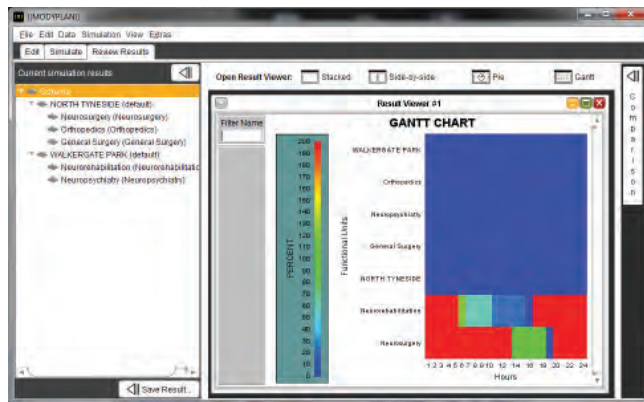 ((MODYPLAN))
File Edit Data Simulation View Extras
Edit Simulate Review Results
Current simulation results
Schema
NORTH TYNESIDE (default)
Neurosurgery (Neurosurgery)
Orthopedics (Orthopedics)
General Surgery (General Surgery)
WALKERGATE PARK (default)
Neurorehabilitation (Neurorehabilitatic
Neuropsychiatry (Neuropsychiatry)
Save Result...
Open Result Viewer: Stacked Side-by-side Pie Gantt
Result Viewer #1
Filter Name
GANTT CHART
200
190
180
170
160
150
140
130
120
110
100
90
80
70
60
50
40
30
20
10
0
PERCENT
Functional Units
WALKERGATE PARK
Orthopedics
Neuropsychiatry
General Surgery
NORTH TYNESIDE
Neurorehabilitation
Neurosurgery
1 2 3 4 5 6 7 8 9 10 12 14 16 18 20 22 24
Hours
Comparison